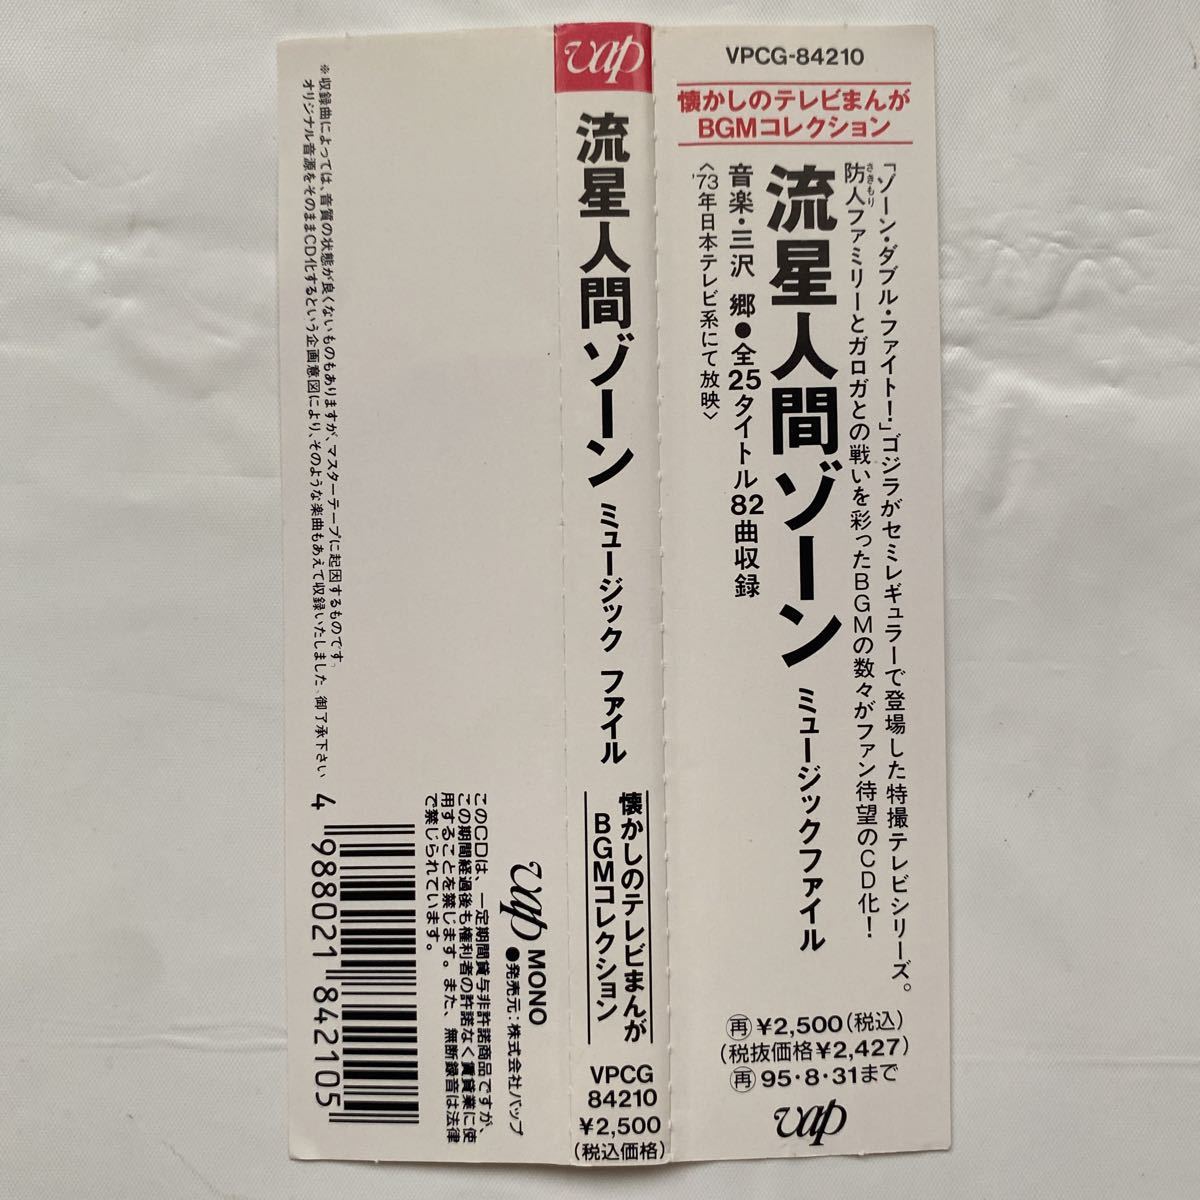 VPCG-84210
懐かしのテレビまんが
BGMコレクション
「ゾーン・ダブル・ファイト!」ゴジラがセミレギュラーで登場した特撮テレビシリーズ。
さきもり
防人ファミリーとガロガとの戦いを彩ったBGMの数々がファン待望のCD化!
流星人間ゾーン ミュージックファイル
音楽・三沢 郷●全25タイトル82曲収録
〈'73年日本テレビ系にて放映〉
再 ¥2,500(税込)
(税抜価格¥2,427)
再 95・8・31まで
vap
vap
流星人間ゾーン ミュージック ファイル
懐かしのテレビまんが
BGMコレクション
VPCG
84210
¥2,500
(税込価格)
vap MONO
●発売元:株式会社バップ
このCDは、一定期間貸与非許諾商品ですが、
この期間経過後も権利者の許諾なく賃貸業に使
用することを禁じます。また、無断録音は法律
で禁じられています。
※収録曲によっては、音質の状態が良くないものもありますが、マスターテープに起因するものです。
オリジナル音源をそのままCD化するという企画意図により、そのような楽曲もあえて収録いたしました。御了承下さい
4 988021 842105